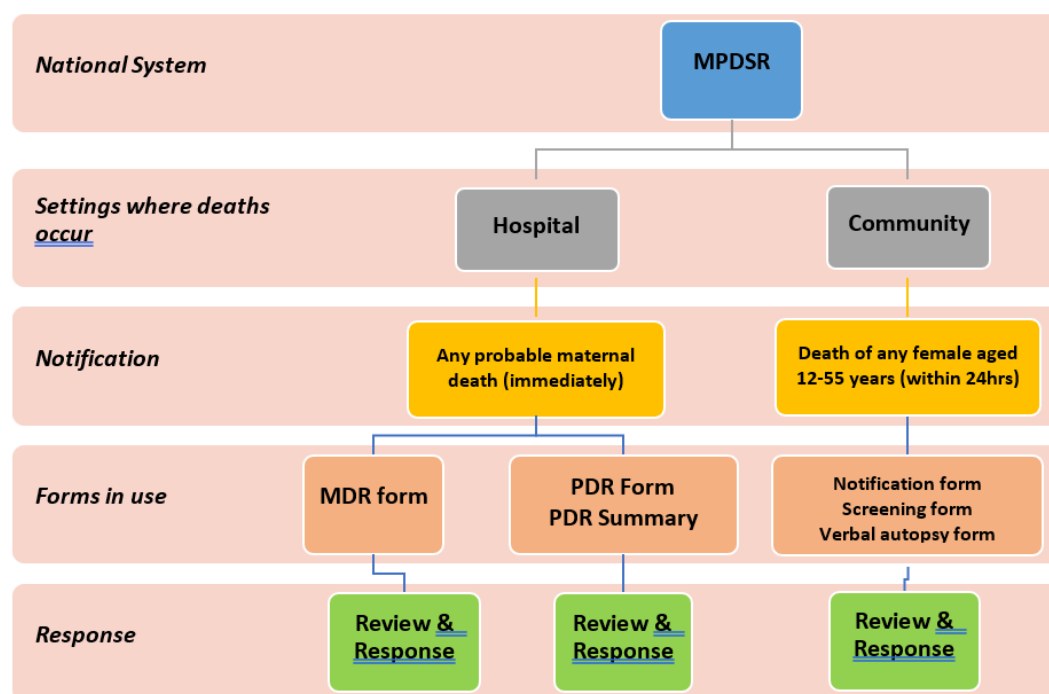 National System
MPDSR
Settings where deaths
occur
Hospital
Community
Notification
Any probable maternal
death (immediately)
Death of any female aged
12-55 years (within 24hrs)
Forms in use
MDR form
PDR Form
PDR Summary
Notification form
Screening form
Verbal autopsy form
Response
Review &
Response
Review &
Response
Review &
Response